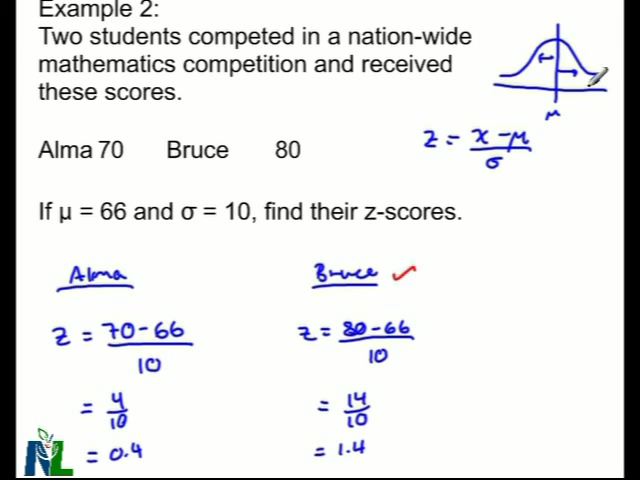 Example 2:
Two students competed in a nation-wide
mathematics competition and received
these scores.
μ
Alma 70 Bruce 80
z = x - μ / σ
If μ = 66 and σ = 10, find their z-scores.
Alma Bruce ✓
z = 70 - 66 / 10 z = 80 - 66 / 10
= 4/10 = 14/10
= 0.4 = 1.4
NL